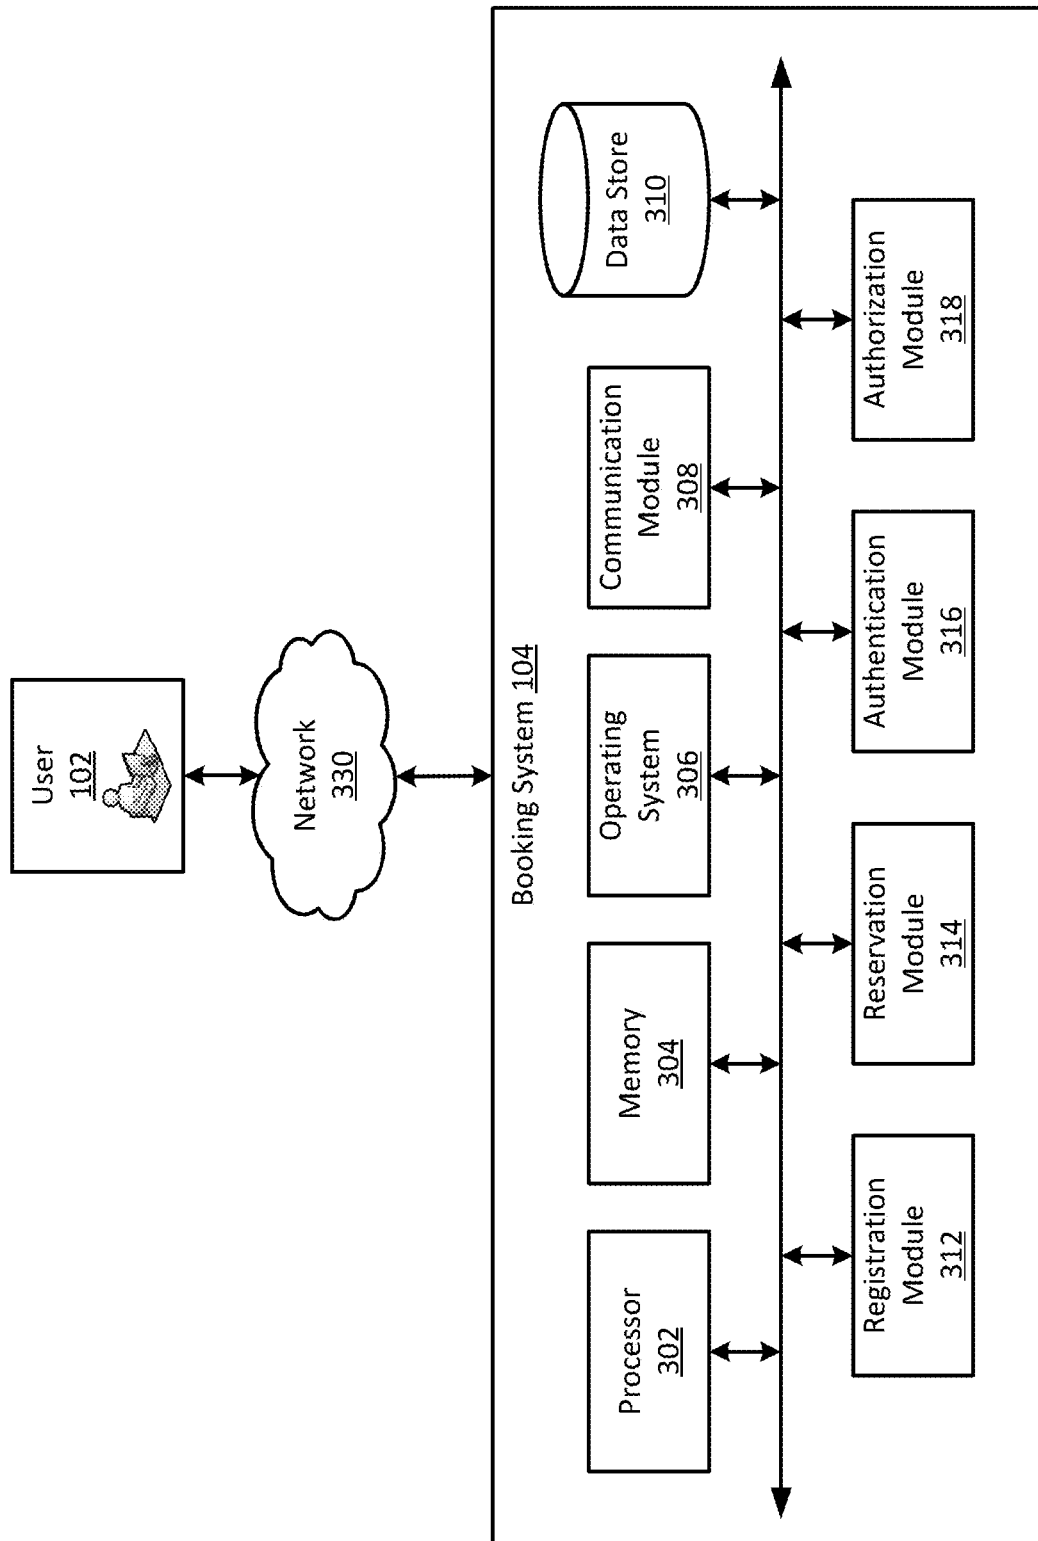 User
102
Network
330
Booking System 104
Processor
302
Memory
304
Operating
System
306
Communication
Module
308
Data Store
310
Registration
Module
312
Reservation
Module
314
Authentication
Module
316
Authorization
Module
318